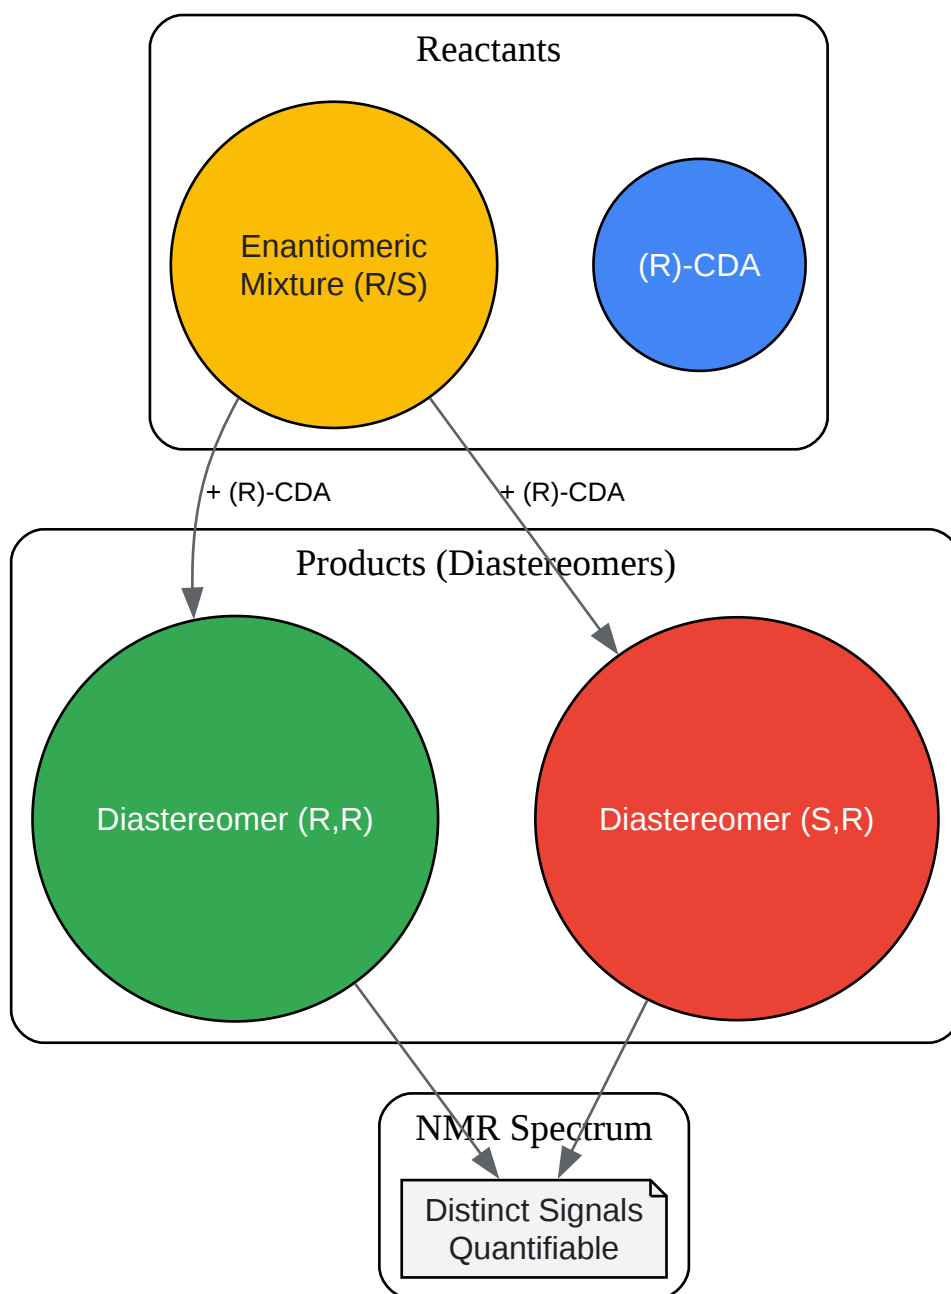 Reactants
Enantiomeric
Mixture (R/S)
(R)-CDA
+ (R)-CDA
+ (R)-CDA
Products (Diastereomers)
Diastereomer (R,R)
Diastereomer (S,R)
NMR Spectrum
Distinct Signals
Quantifiable